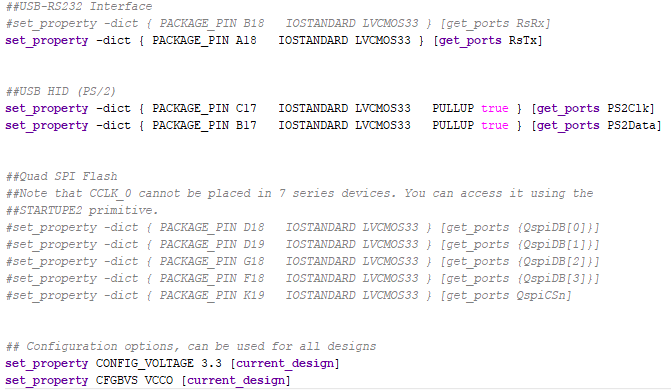 ##USB-RS232 Interface
#set_property -dict { PACKAGE_PIN B18   IOSTANDARD LVCMOS33 } [get_ports RsRx]
set_property -dict { PACKAGE_PIN A18   IOSTANDARD LVCMOS33 } [get_ports RsTx]
##USB HID (PS/2)
set_property -dict { PACKAGE_PIN C17   IOSTANDARD LVCMOS33   PULLUP true } [get_ports PS2Clk]
set_property -dict { PACKAGE_PIN B17   IOSTANDARD LVCMOS33   PULLUP true } [get_ports PS2Data]
##Quad SPI Flash
##Note that CCLK_0 cannot be placed in 7 series devices. You can access it using the
##STARTUPE2 primitive.
#set_property -dict { PACKAGE_PIN D18   IOSTANDARD LVCMOS33 } [get_ports {QspiDB[0]}]
#set_property -dict { PACKAGE_PIN D19   IOSTANDARD LVCMOS33 } [get_ports {QspiDB[1]}]
#set_property -dict { PACKAGE_PIN G18   IOSTANDARD LVCMOS33 } [get_ports {QspiDB[2]}]
#set_property -dict { PACKAGE_PIN F18   IOSTANDARD LVCMOS33 } [get_ports {QspiDB[3]}]
#set_property -dict { PACKAGE_PIN K19   IOSTANDARD LVCMOS33 } [get_ports QspiCSn]
## Configuration options, can be used for all designs
set_property CONFIG_VOLTAGE 3.3 [current_design]
set_property CFGBVS VCCO [current_design]